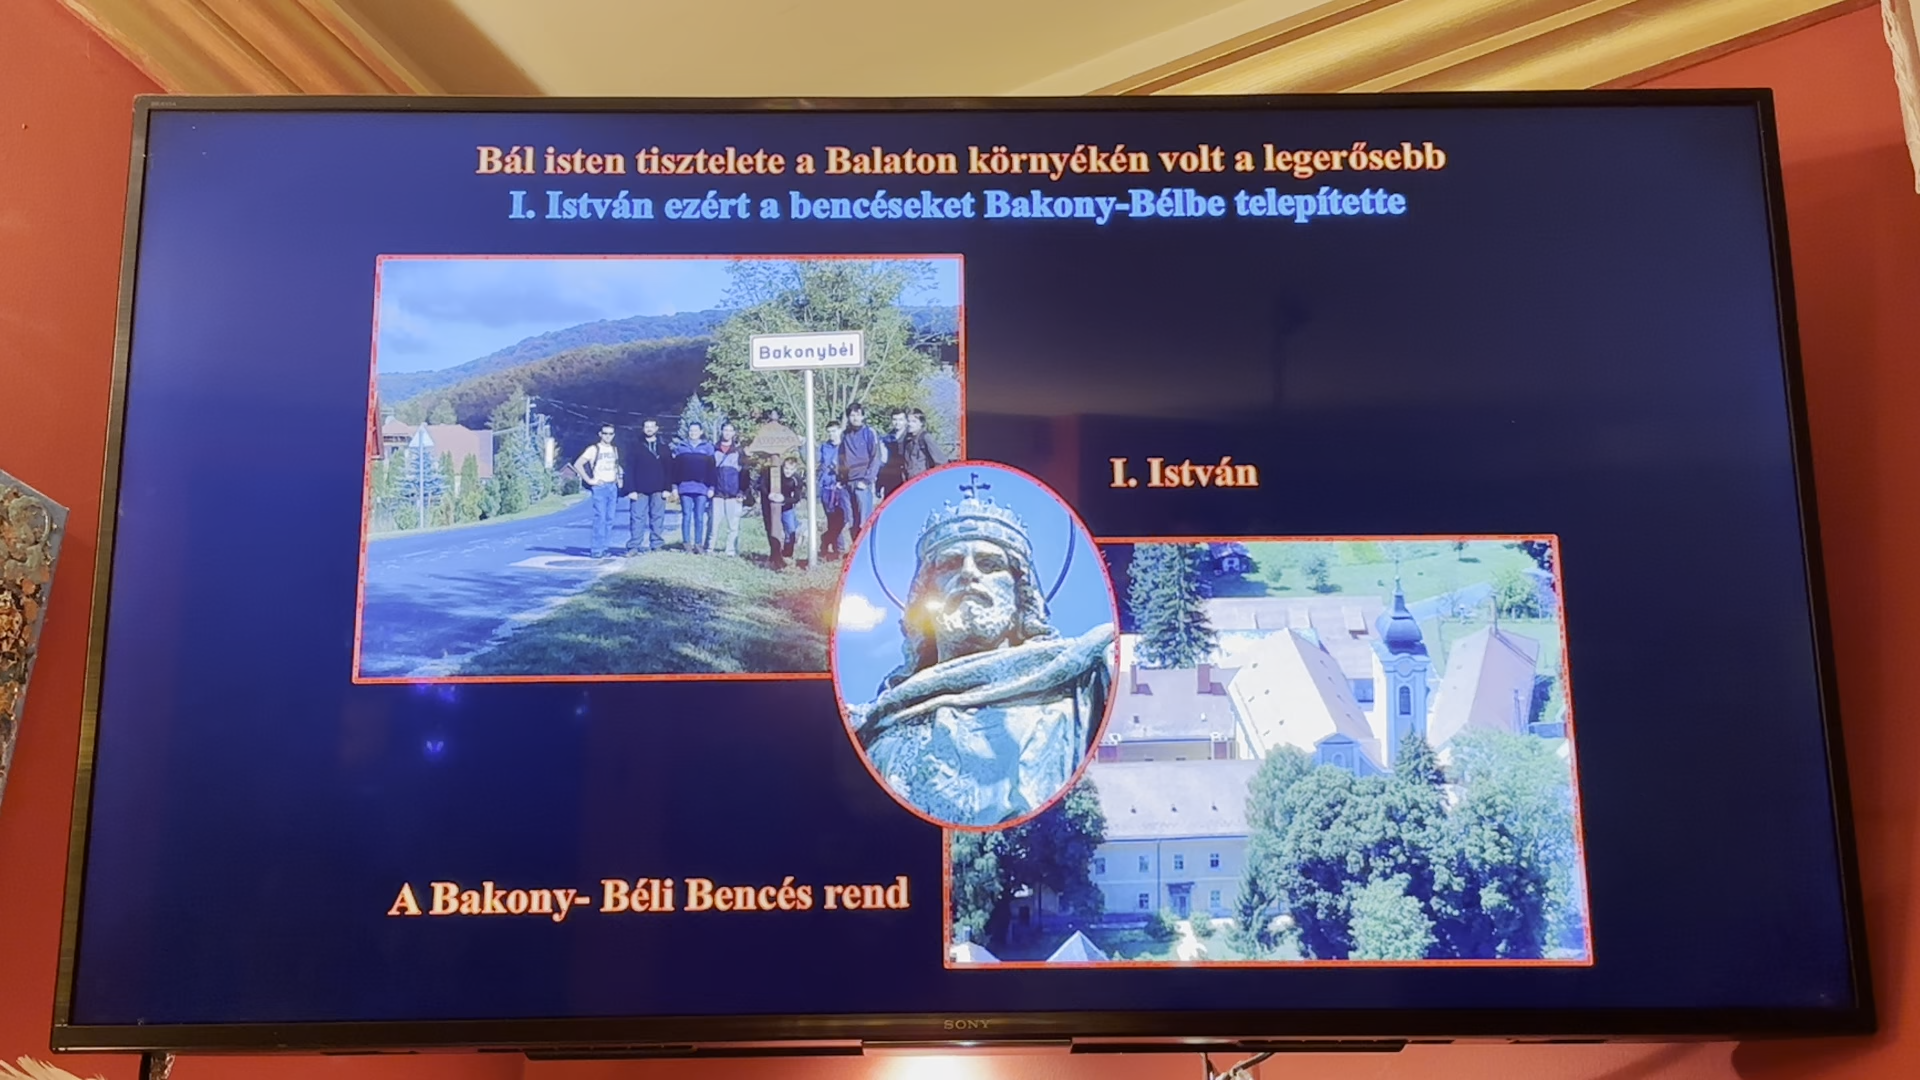 Bál isten tisztelete a Balaton környékén volt a legerősebb
I. István ezért a bencéseket Bakony-Bélbe telepítette
Bakonybél
I. István
A Bakony- Béli Bencés rend
SONY